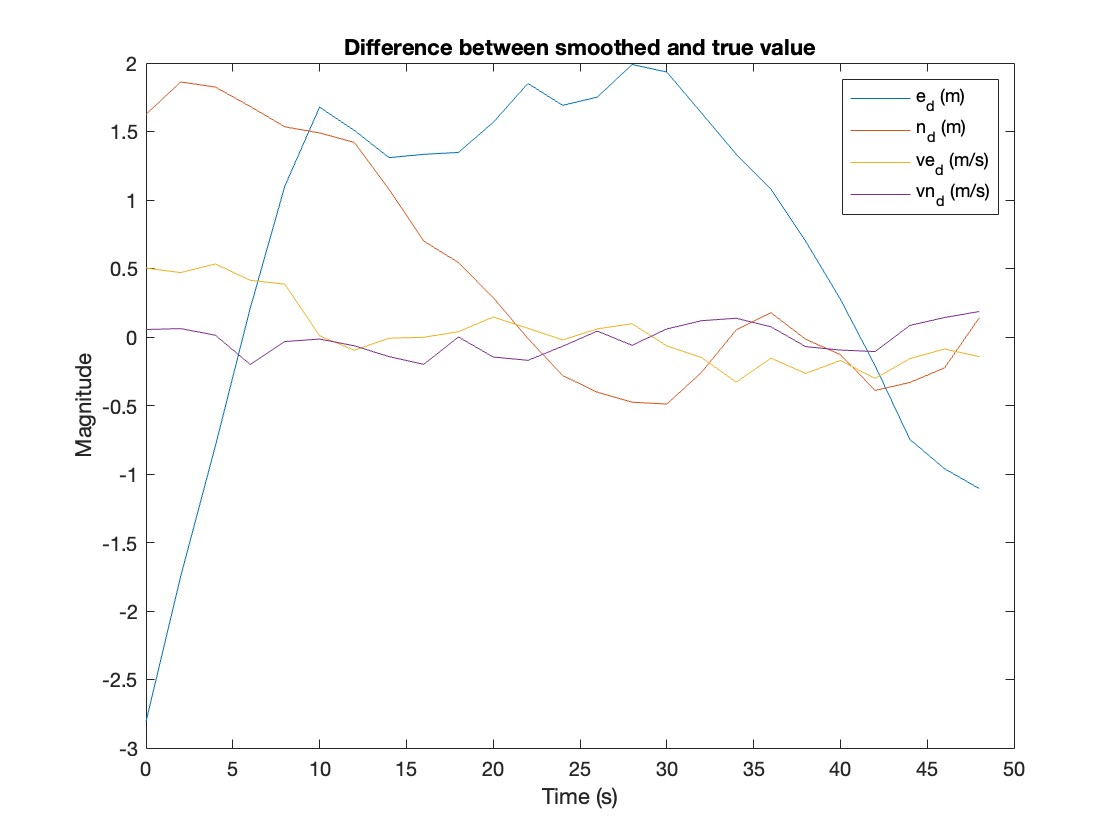 Difference between smoothed and true value
2
1.5
1
0.5
0
-0.5
-1
-1.5
-2
-2.5
-3
Magnitude
e_d (m)
n_d (m)
ve_d (m/s)
vn_d (m/s)
0 5 10 15 20 25 30 35 40 45 50
Time (s)